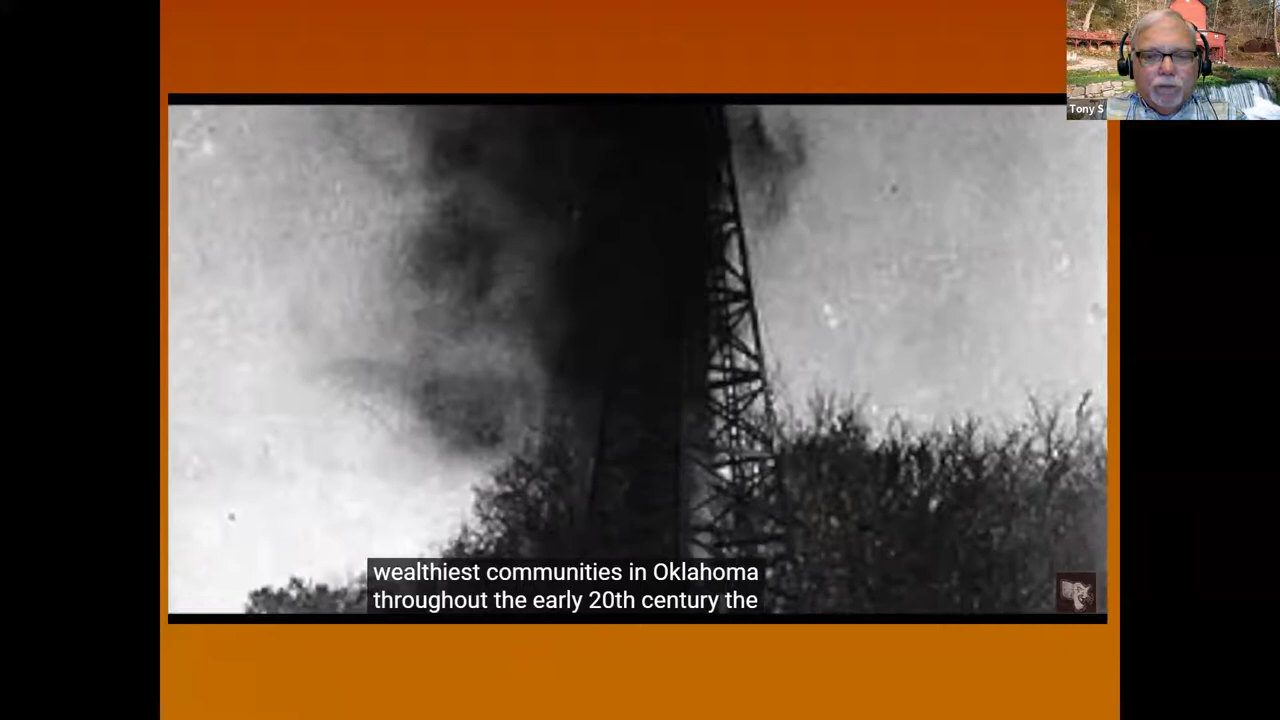 Tony S
wealthiest communities in Oklahoma
throughout the early 20th century the